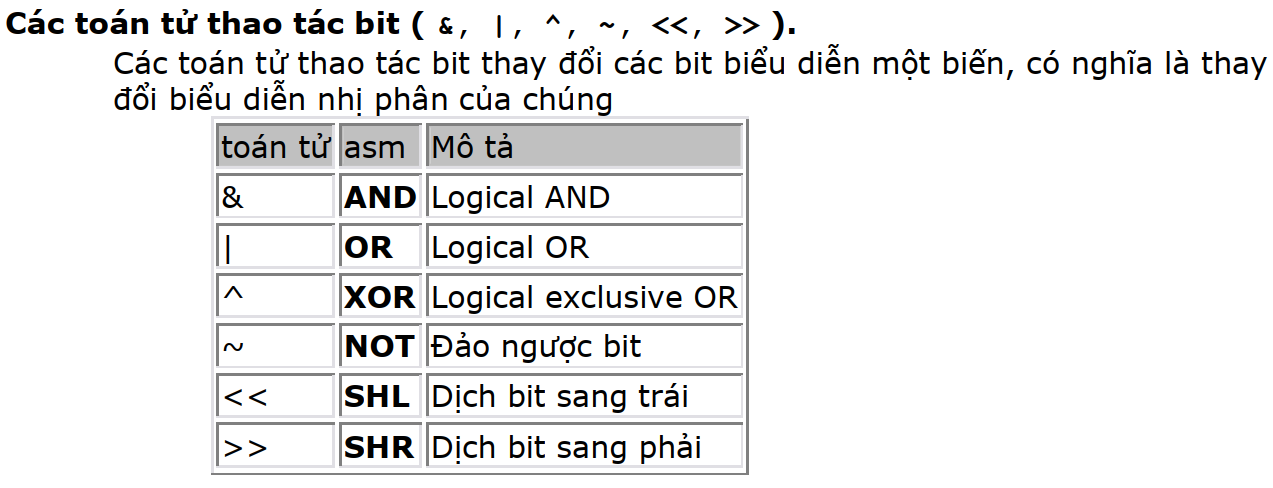 Các toán tử thao tác bit ( &, |, ^, ~, <<, >> ).
Các toán tử thao tác bit thay đổi các bit biểu diễn một biến, có nghĩa là thay
đổi biểu diễn nhị phân của chúng
toán tử asm Mô tả
& AND Logical AND
| OR Logical OR
^ XOR Logical exclusive OR
~ NOT Đảo ngược bit
<< SHL Dịch bit sang trái
>> SHR Dịch bit sang phải